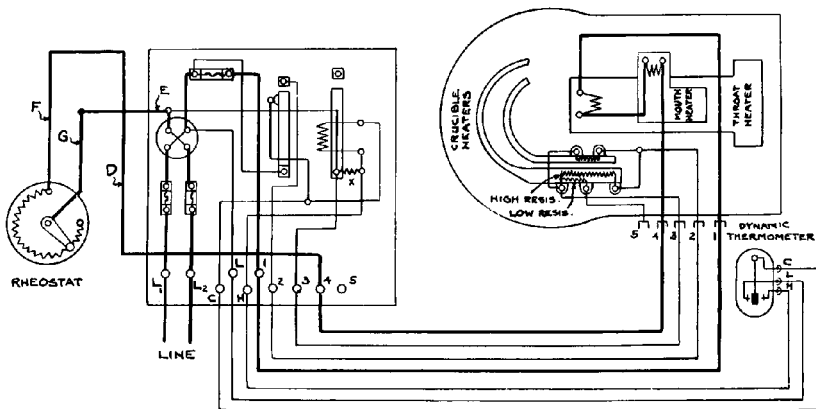 F
G
D
E
RHEOSTAT
X
L1
L2
L
1
C
H
2
3
4
5
LINE
CRUCIBLE
HEATERS
MOUTH
HEATER
THROAT
HEATER
HIGH RESIS.
LOW RESIS.
5
4
3
2
1
DYNAMIC
THERMOMETER
C
L
H
+
+